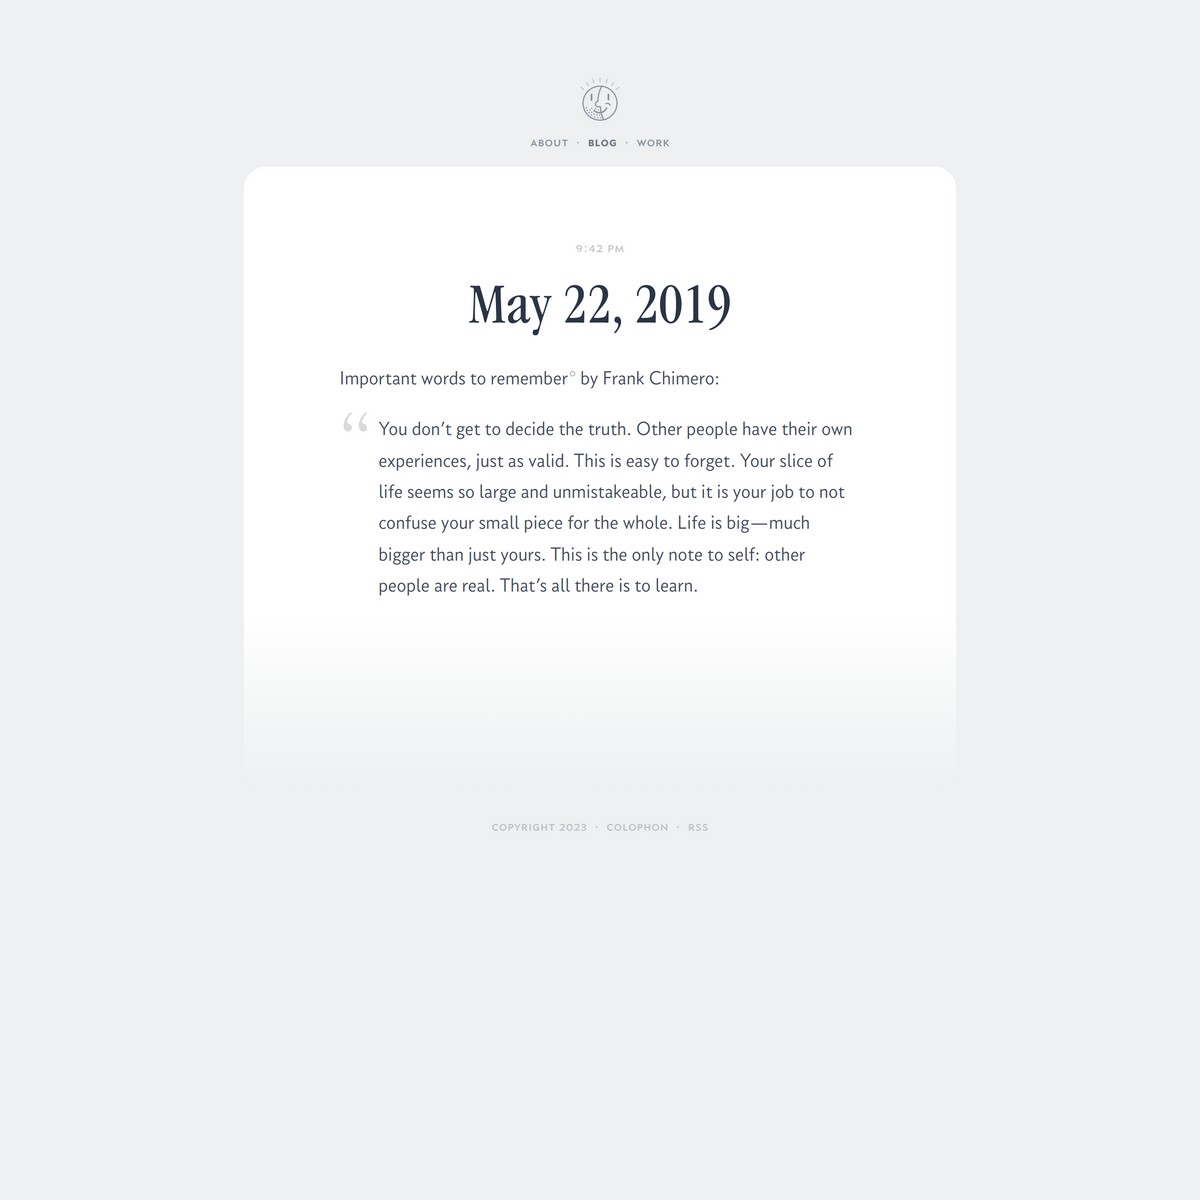 ABOUT · BLOG · WORK
9:42 PM
May 22, 2019
Important words to remember° by Frank Chimero:
“ You don’t get to decide the truth. Other people have their own
experiences, just as valid. This is easy to forget. Your slice of
life seems so large and unmistakeable, but it is your job to not
confuse your small piece for the whole. Life is big—much
bigger than just yours. This is the only note to self: other
people are real. That’s all there is to learn.
COPYRIGHT 2023 · COLOPHON · RSS